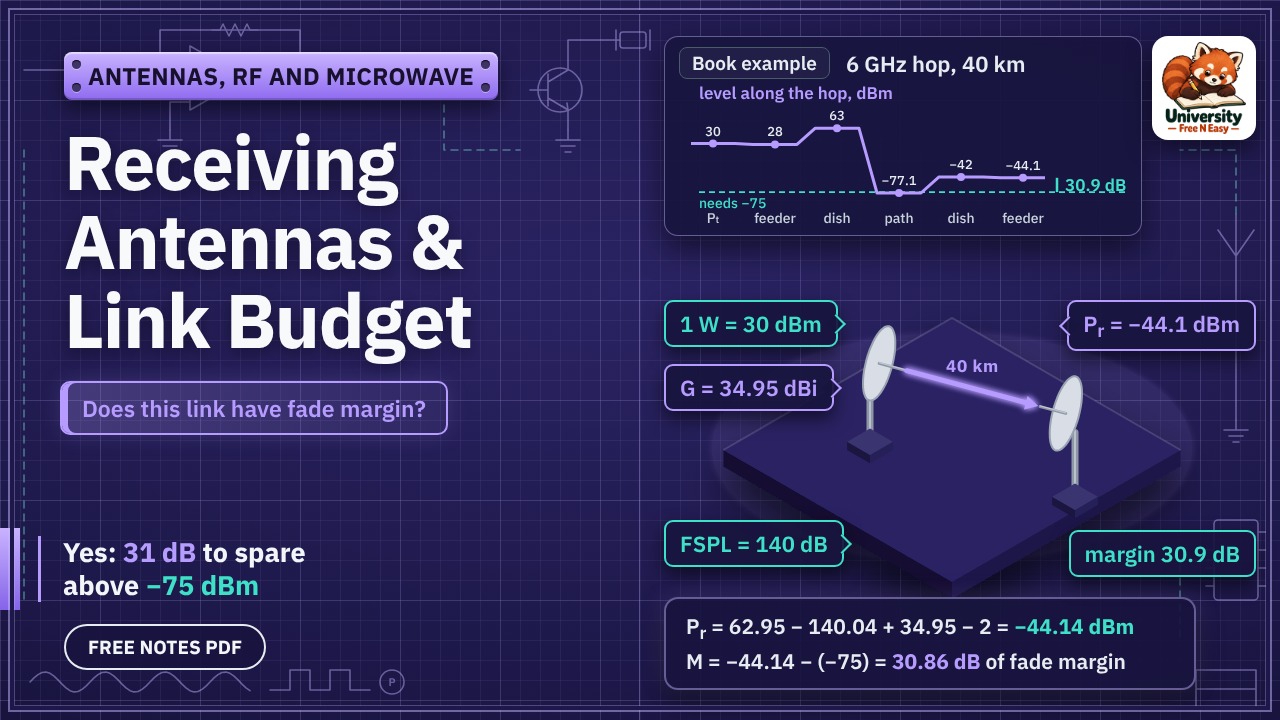 ANTENNAS, RF AND MICROWAVE
Receiving
Antennas &
Link Budget
Does this link have fade margin?
Yes: 31 dB to spare
above −75 dBm
FREE NOTES PDF
P
Book example
6 GHz hop, 40 km
level along the hop, dBm
30
28
63
−77.1
−42
−44.1
30.9 dB
needs −75
Pt
feeder
dish
path
dish
feeder
University
Free N Easy
1 W = 30 dBm
Pr = −44.1 dBm
G = 34.95 dBi
40 km
FSPL = 140 dB
margin 30.9 dB
Pr = 62.95 − 140.04 + 34.95 − 2 = −44.14 dBm
M = −44.14 − (−75) = 30.86 dB of fade margin